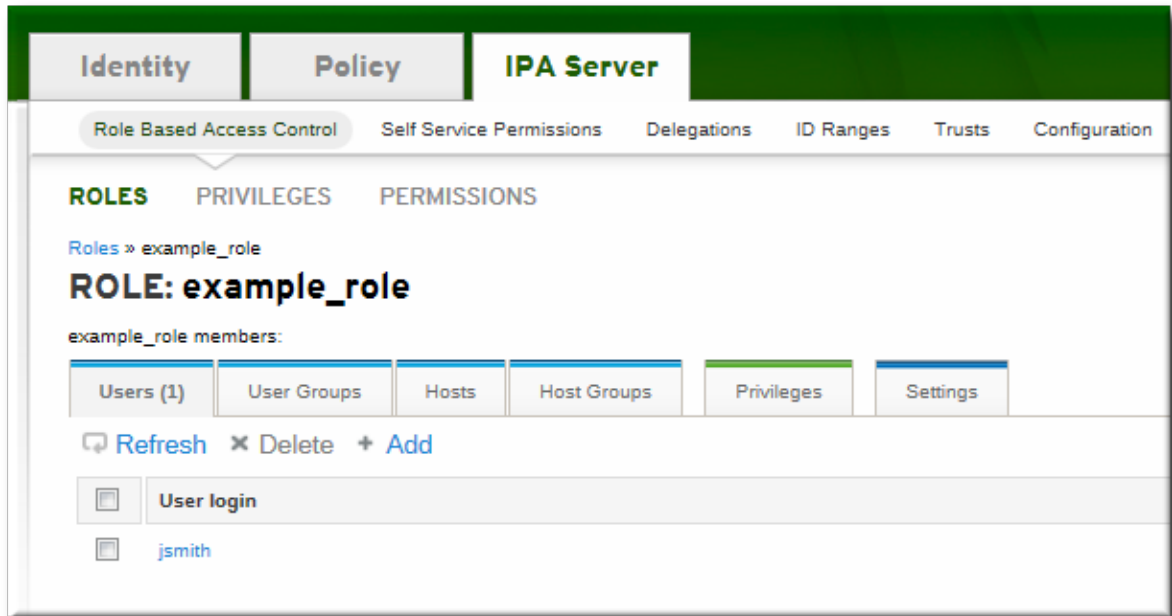 Identity Policy IPA Server
Role Based Access Control Self Service Permissions Delegations ID Ranges Trusts Configuration
ROLES PRIVILEGES PERMISSIONS
Roles » example_role
ROLE: example_role
example_role members:
Users (1) User Groups Hosts Host Groups Privileges Settings
Refresh Delete Add
User login
jsmith